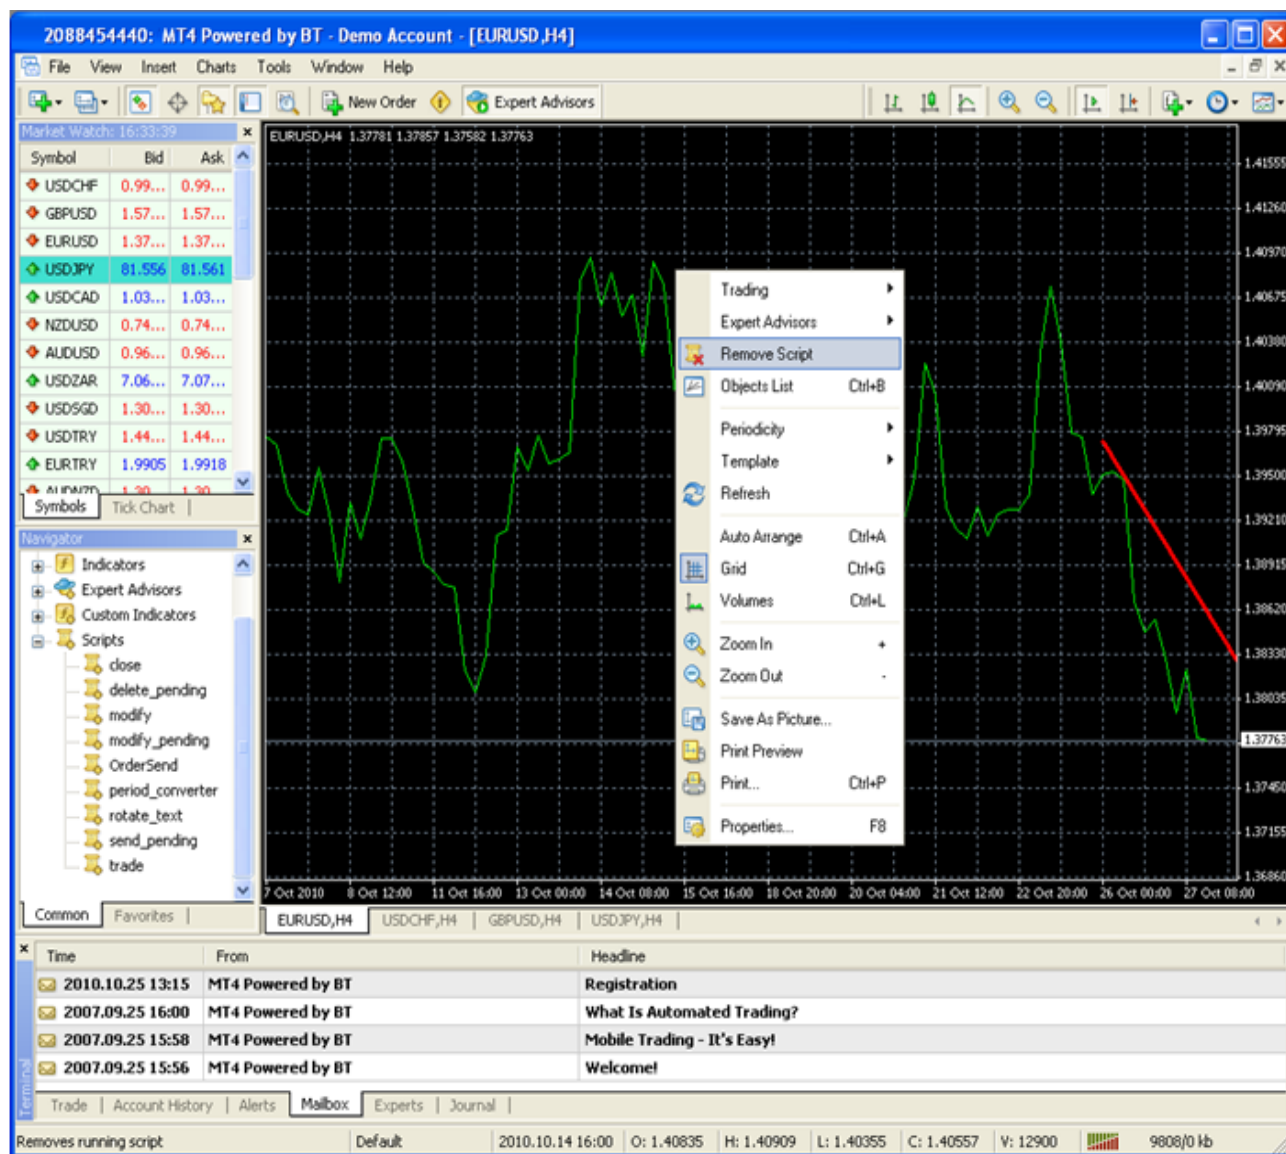 2088454440: MT4 Powered by BT - Demo Account - [EURUSD,H4]
File View Insert Charts Tools Window Help
New Order Expert Advisors
Market Watch: 16:33:39
Symbol Bid Ask
USDCHF 0.99... 0.99...
GBPUSD 1.57... 1.57...
EURUSD 1.37... 1.37...
USDJPY 81.556 81.561
USDCAD 1.03... 1.03...
NZDUSD 0.74... 0.74...
AUDUSD 0.96... 0.96...
USDZAR 7.06... 7.07...
USDSGD 1.30... 1.30...
USDTRY 1.44... 1.44...
EURTRY 1.9905 1.9918
AUDNZD 1.30 1.30
Symbols Tick Chart
Navigator
Indicators
Expert Advisors
Custom Indicators
Scripts
close
delete_pending
modify
modify_pending
OrderSend
period_converter
rotate_text
send_pending
trade
Common Favorites
EURUSD,H4 1.37781 1.37857 1.37582 1.37763
1.41555
1.41260
1.40970
1.40675
1.40380
1.40090
1.39795
1.39500
1.39210
1.38915
1.38620
1.38330
1.38035
1.37763
1.37450
1.37155
1.36860
Trading
Expert Advisors
Remove Script
Objects List Ctrl+B
Periodicity
Template
Refresh
Auto Arrange Ctrl+A
Grid Ctrl+G
Volumes Ctrl+L
Zoom In +
Zoom Out -
Save As Picture...
Print Preview
Print... Ctrl+P
Properties... F8
7 Oct 2010 8 Oct 12:00 11 Oct 16:00 13 Oct 00:00 14 Oct 08:00 15 Oct 16:00 18 Oct 20:00 20 Oct 04:00 21 Oct 12:00 22 Oct 20:00 26 Oct 00:00 27 Oct 08:00
EURUSD,H4 USDCHF,H4 GBPUSD,H4 USDJPY,H4
Time From Headline
2010.10.25 13:15 MT4 Powered by BT Registration
2007.09.25 16:00 MT4 Powered by BT What Is Automated Trading?
2007.09.25 15:58 MT4 Powered by BT Mobile Trading - It's Easy!
2007.09.25 15:56 MT4 Powered by BT Welcome!
Terminal
Trade Account History Alerts Mailbox Experts Journal
Removes running script Default 2010.10.14 16:00 O: 1.40835 H: 1.40909 L: 1.40355 C: 1.40557 V: 12900 9808/0 kb